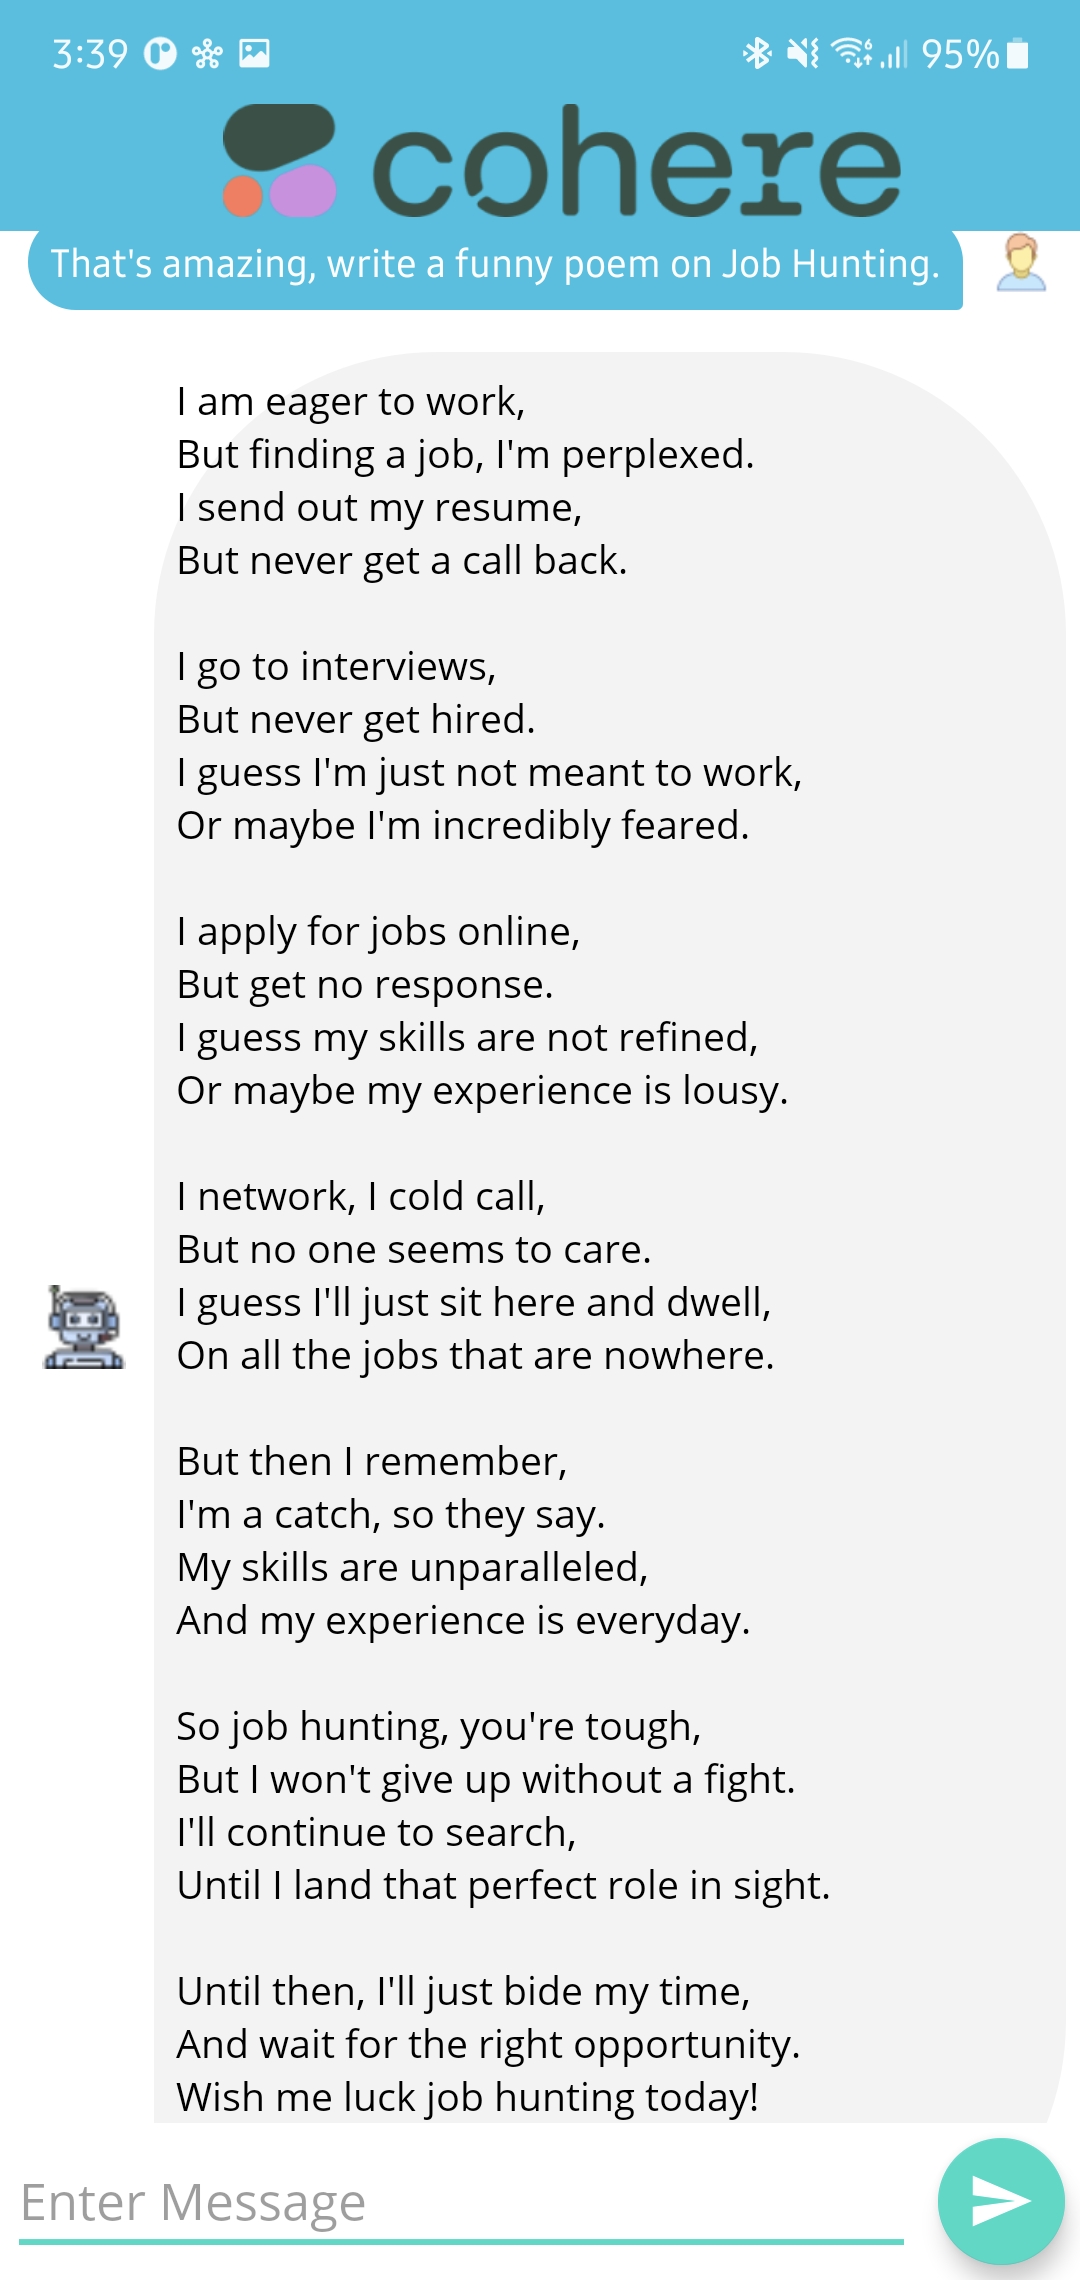 3:39 95%
cohere
That's amazing, write a funny poem on Job Hunting.
I am eager to work,
But finding a job, I'm perplexed.
I send out my resume,
But never get a call back.
I go to interviews,
But never get hired.
I guess I'm just not meant to work,
Or maybe I'm incredibly feared.
I apply for jobs online,
But get no response.
I guess my skills are not refined,
Or maybe my experience is lousy.
I network, I cold call,
But no one seems to care.
I guess I'll just sit here and dwell,
On all the jobs that are nowhere.
But then I remember,
I'm a catch, so they say.
My skills are unparalleled,
And my experience is everyday.
So job hunting, you're tough,
But I won't give up without a fight.
I'll continue to search,
Until I land that perfect role in sight.
Until then, I'll just bide my time,
And wait for the right opportunity.
Wish me luck job hunting today!
Enter Message